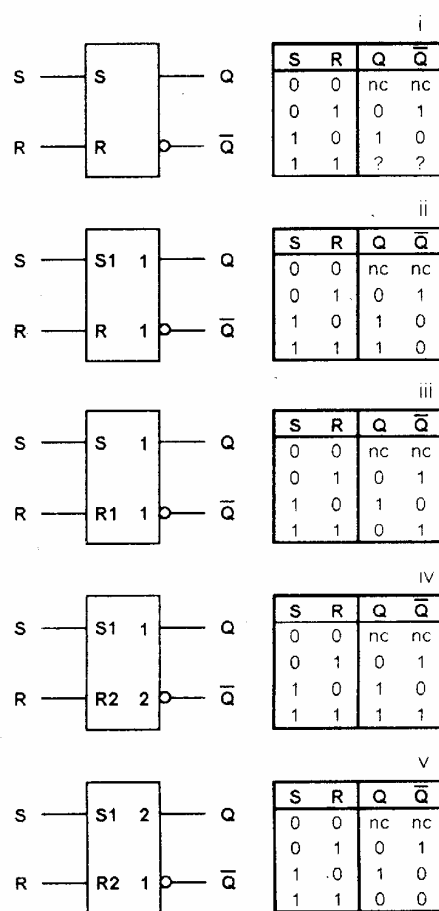 i
S S Q S R Q Q̅
0 0 nc nc
0 1 0 1
R R Q̅ 1 0 1 0
1 1 ? ?
ii
S S1 1 Q S R Q Q̅
0 0 nc nc
0 1 0 1
R R 1 Q̅ 1 0 1 0
1 1 1 0
iii
S S 1 Q S R Q Q̅
0 0 nc nc
0 1 0 1
R R1 1 Q̅ 1 0 1 0
1 1 0 1
iv
S S1 1 Q S R Q Q̅
0 0 nc nc
0 1 0 1
R R2 2 Q̅ 1 0 1 0
1 1 1 1
v
S S1 2 Q S R Q Q̅
0 0 nc nc
0 1 0 1
R R2 1 Q̅ 1 0 1 0
1 1 0 0